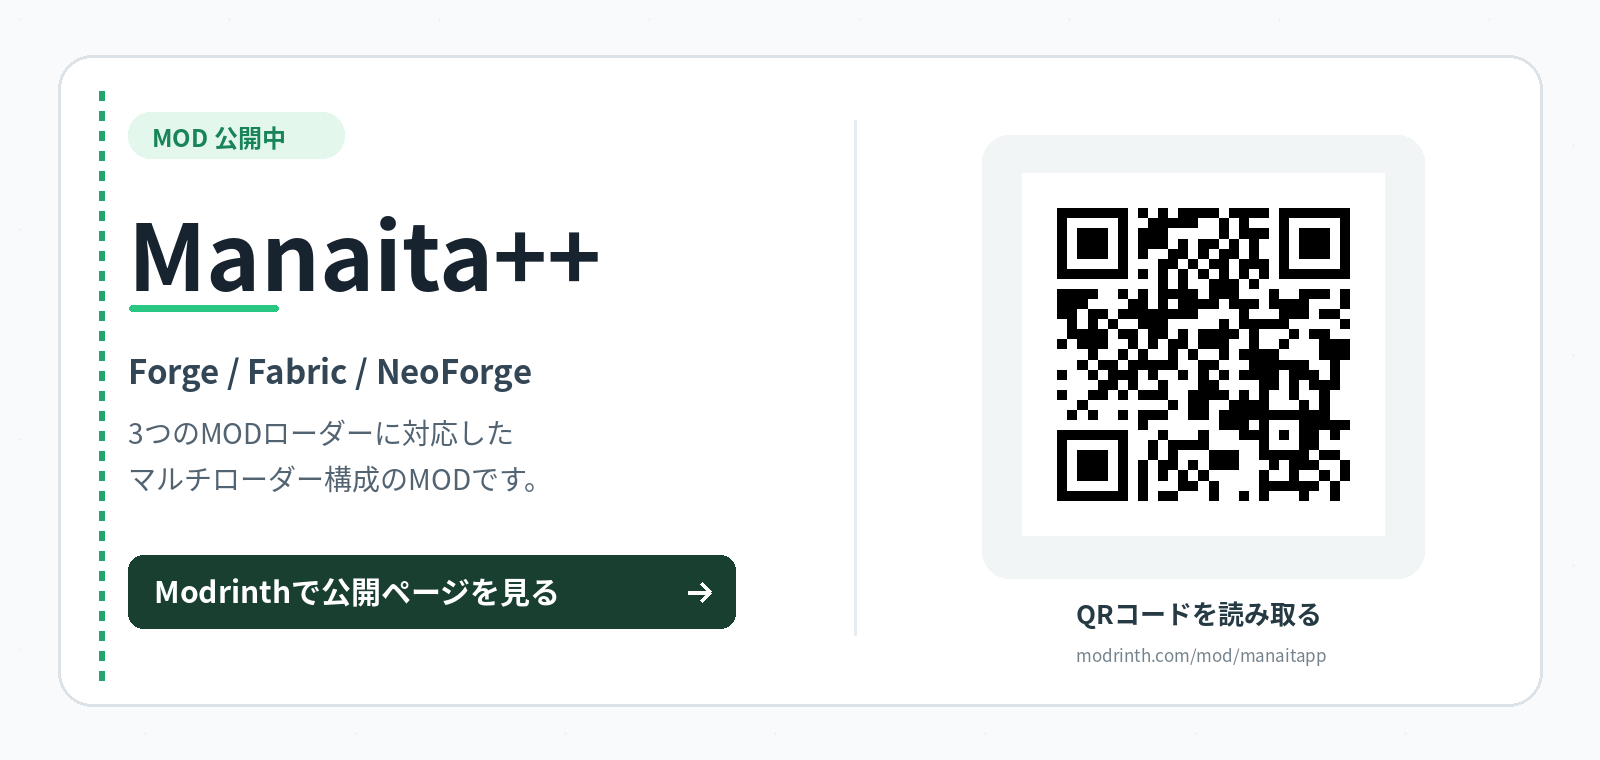 MOD 公開中
Manaita++
Forge / Fabric / NeoForge
3つのMODローダーに対応した
マルチローダー構成のMODです。
Modrinthで公開ページを見る →
QRコードを読み取る
modrinth.com/mod/manaitapp